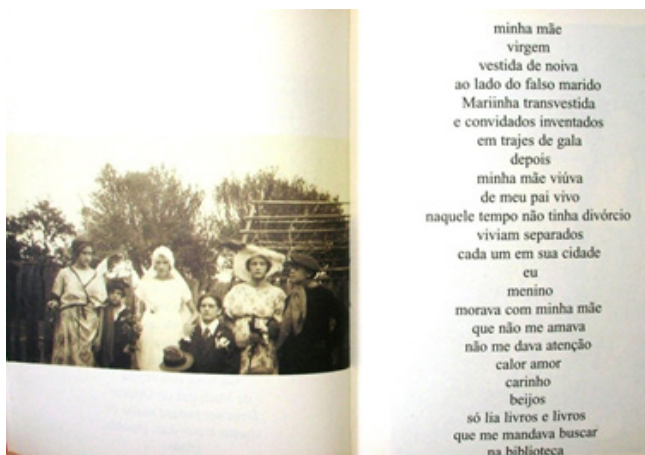 minha mãe
virgem
vestida de noiva
ao lado do falso marido
Mariinha transvestida
e convidados inventados
em trajes de gala
depois
minha mãe viúva
de meu pai vivo
naquele tempo não tinha divórcio
viviam separados
cada um em sua cidade
eu
menino
morava com minha mãe
que não me amava
não me dava atenção
calor amor
carinho
beijos
só lia livros e livros
que me mandava buscar
na biblioteca